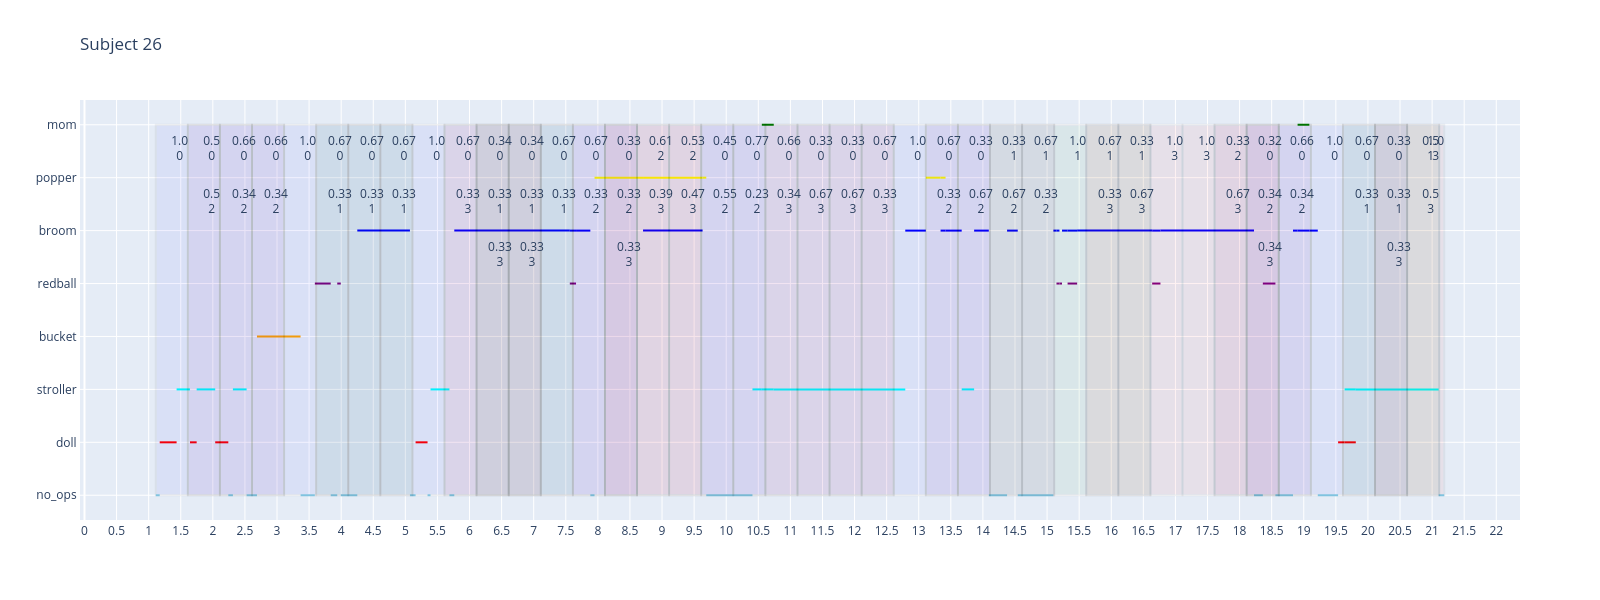 Subject 26
mom
1.0 0.5 0.66 0.66 1.0 0.67 0.67 0.67 1.0 0.67 0.34 0.34 0.67 0.67 0.33 0.61 0.53 0.45 0.77 0.66 0.33 0.33 0.67 1.0 0.67 0.33 0.33 0.67 1.0 0.67 0.33 1.0 1.0 0.33 0.32 0.66 1.0 0.67 0.33
0 0 0 0 0 0 0 0 0 0 0 0 0 0 0 2 2 0 0 0 0 0 0 0 0 0 1 1 1 1 1 3 3 2 0 0 0 0 0
popper
0.5 0.34 0.34 0.33 0.33 0.33 0.33 0.33 0.33 0.33 0.33 0.33 0.39 0.47 0.55 0.23 0.34 0.67 0.67 0.33 0.33 0.67 0.67 0.33 0.33 0.67 0.67 0.34 0.34 0.33 0.33 0.5
2 2 2 1 1 1 3 1 1 1 2 2 3 3 2 2 3 3 3 3 2 2 2 2 3 3 3 2 2 1 1 3
broom
0.33 0.33 0.33 0.34 0.33
3 3 3 3 3
redball
bucket
stroller
doll
no_ops
0 0.5 1 1.5 2 2.5 3 3.5 4 4.5 5 5.5 6 6.5 7 7.5 8 8.5 9 9.5 10 10.5 11 11.5 12 12.5 13 13.5 14 14.5 15 15.5 16 16.5 17 17.5 18 18.5 19 19.5 20 20.5 21 21.5 22